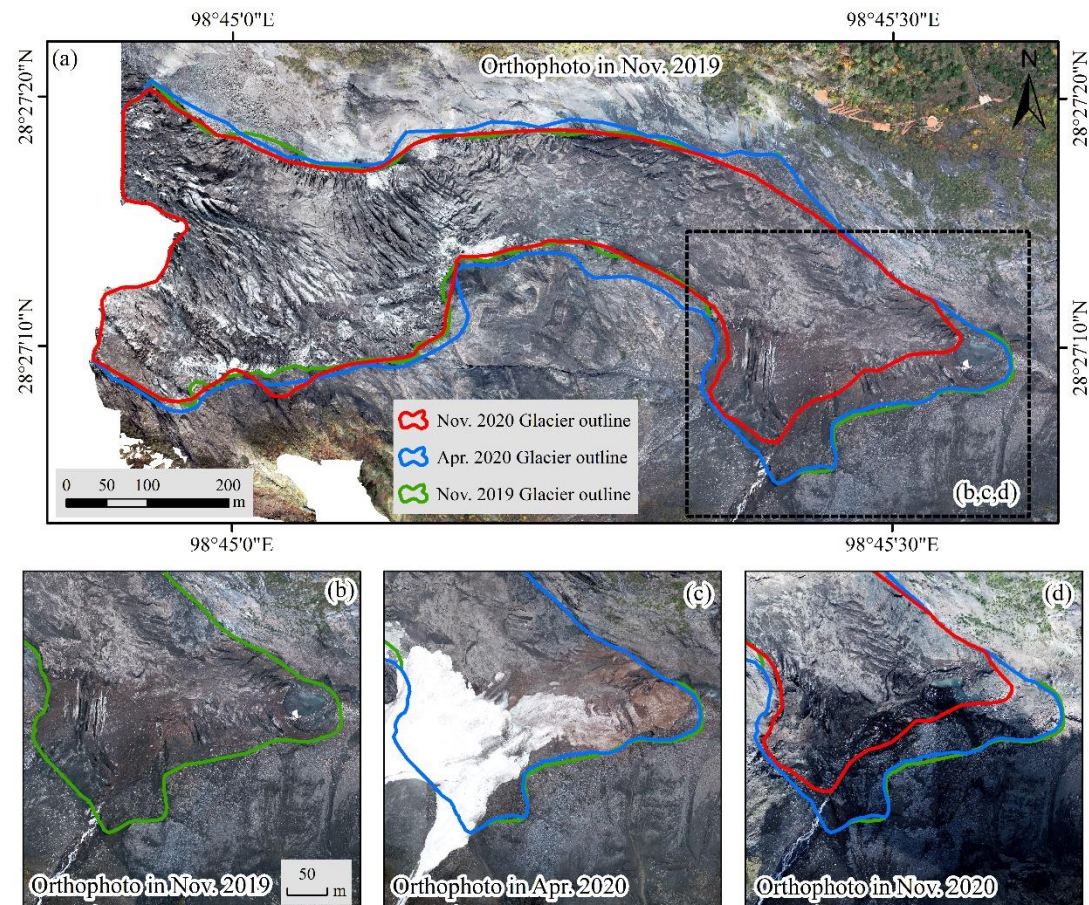 98°45'0"E
98°45'30"E
(a)
Orthophoto in Nov. 2019
N
28°27'20"N
28°27'20"N
28°27'10"N
28°27'10"N
Nov. 2020 Glacier outline
Apr. 2020 Glacier outline
Nov. 2019 Glacier outline
0 50 100 200
m
(b,c,d)
98°45'0"E
98°45'30"E
(b)
(c)
(d)
50
m
Orthophoto in Nov. 2019
Orthophoto in Apr. 2020
Orthophoto in Nov. 2020